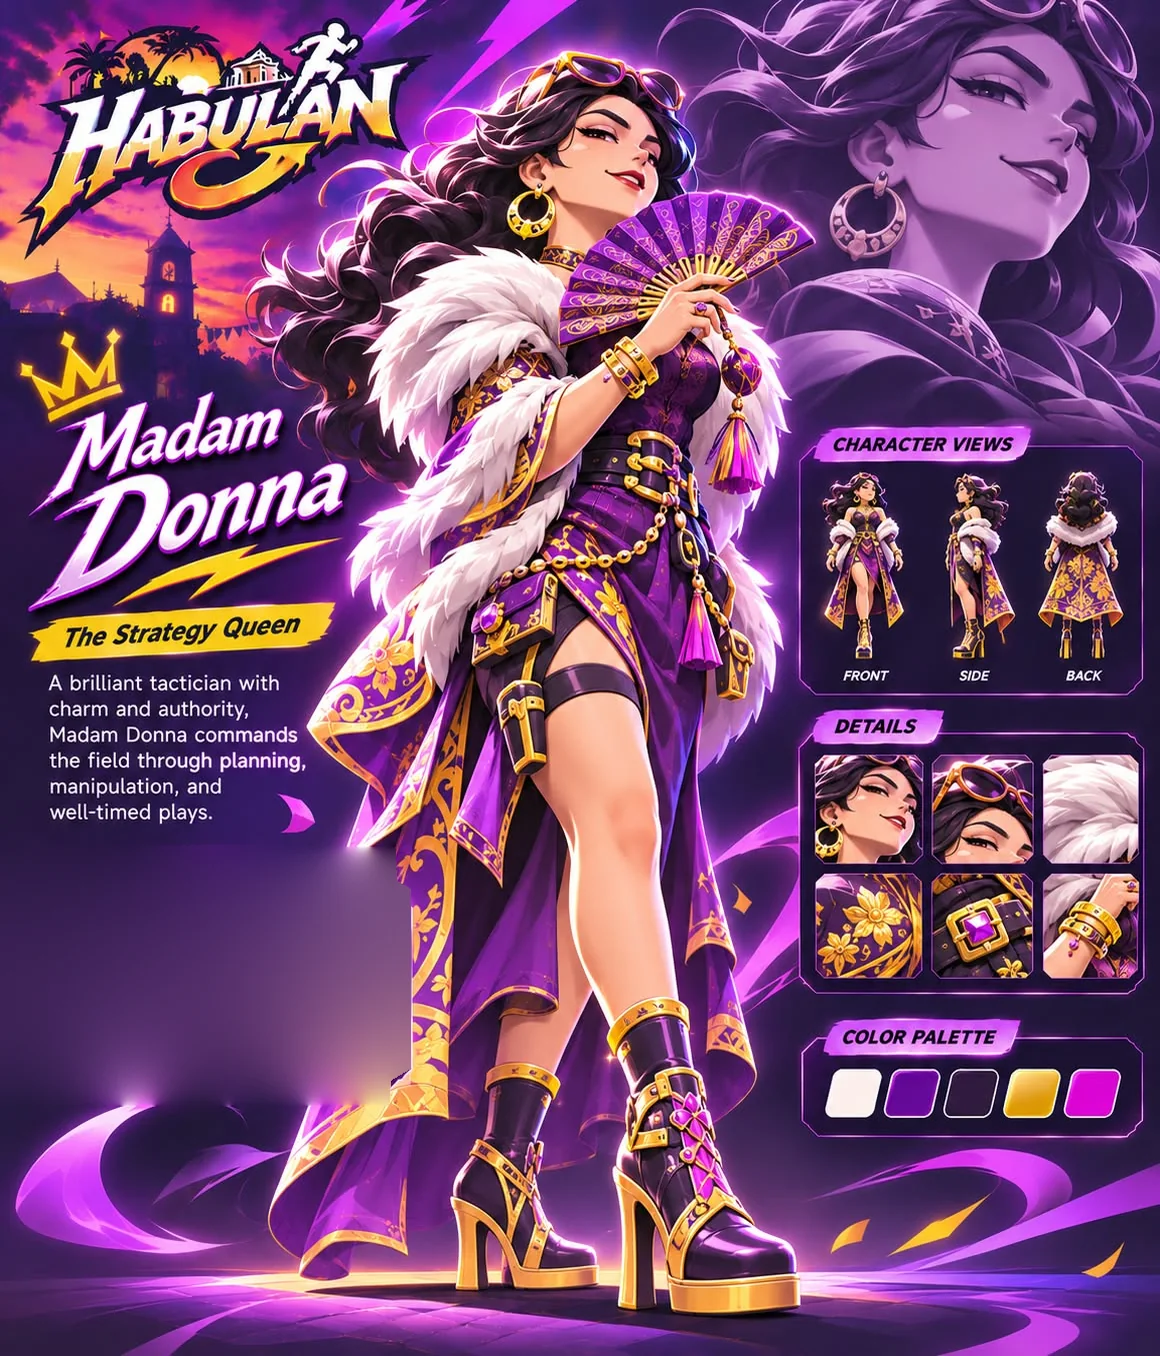 HABULAN
Madam
Donna
The Strategy Queen
A brilliant tactician with
charm and authority,
Madam Donna commands
the field through planning,
manipulation, and
well-timed plays.
CHARACTER VIEWS
FRONT
SIDE
BACK
DETAILS
COLOR PALETTE